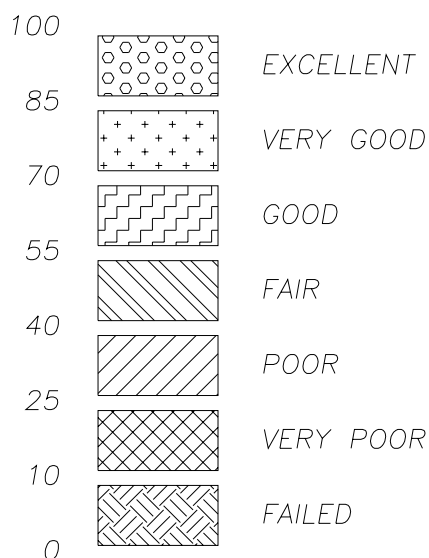 100
EXCELLENT
85
VERY GOOD
70
GOOD
55
FAIR
40
POOR
25
VERY POOR
10
FAILED
0